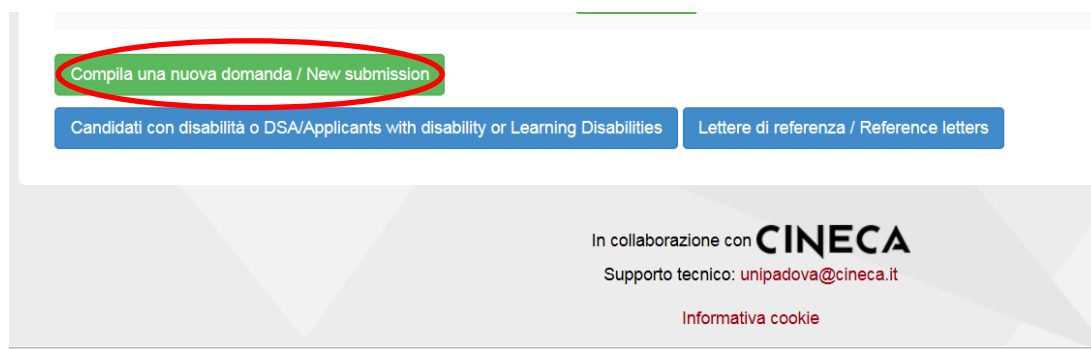 Compila una nuova domanda / New submission
Candidati con disabilità o DSA/Applicants with disability or Learning Disabilities
Lettere di referenza / Reference letters
In collaborazione con CINECA
Supporto tecnico: unipadova@cineca.it
Informativa cookie